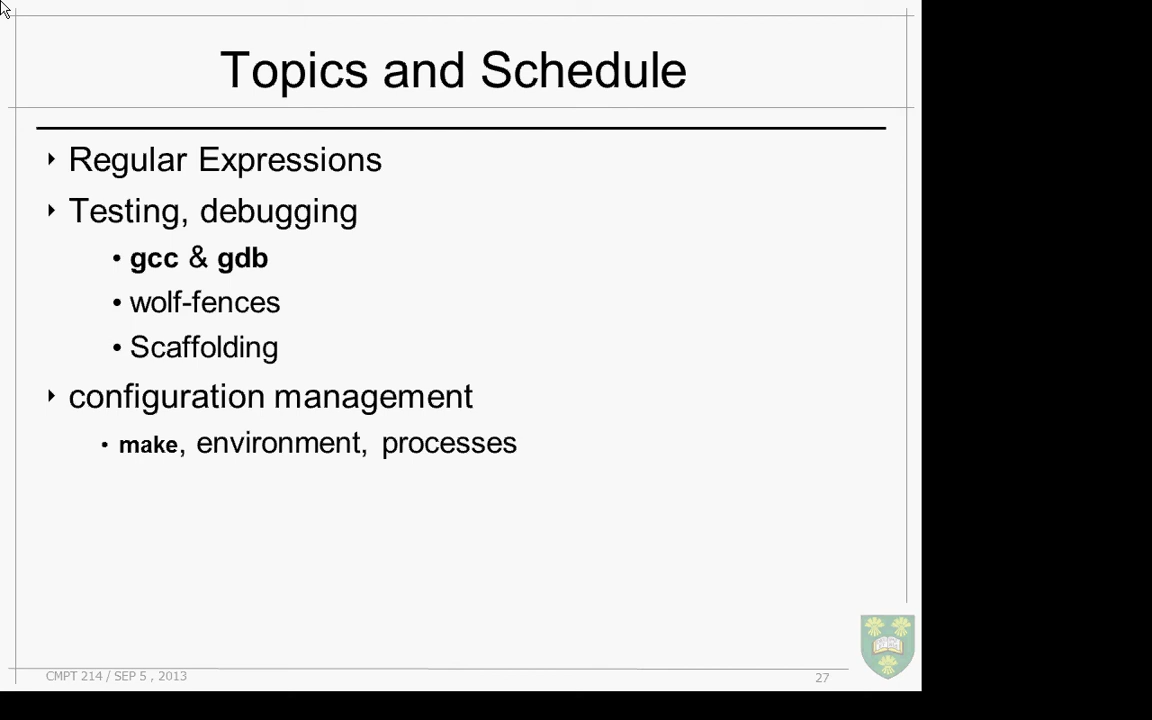 Topics and Schedule
‣ Regular Expressions
‣ Testing, debugging
• gcc & gdb
• wolf-fences
• Scaffolding
‣ configuration management
• make, environment, processes
CMPT 214 / SEP 5 , 2013
27